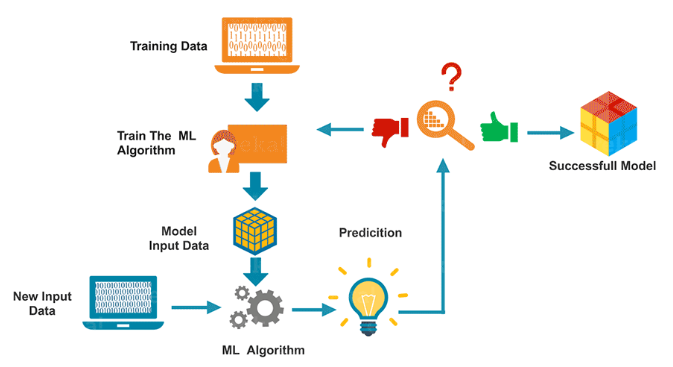 Training Data
?
Train The ML
Algorithm
Successfull Model
Model
Input Data
Predicition
New Input
Data
ML Algorithm